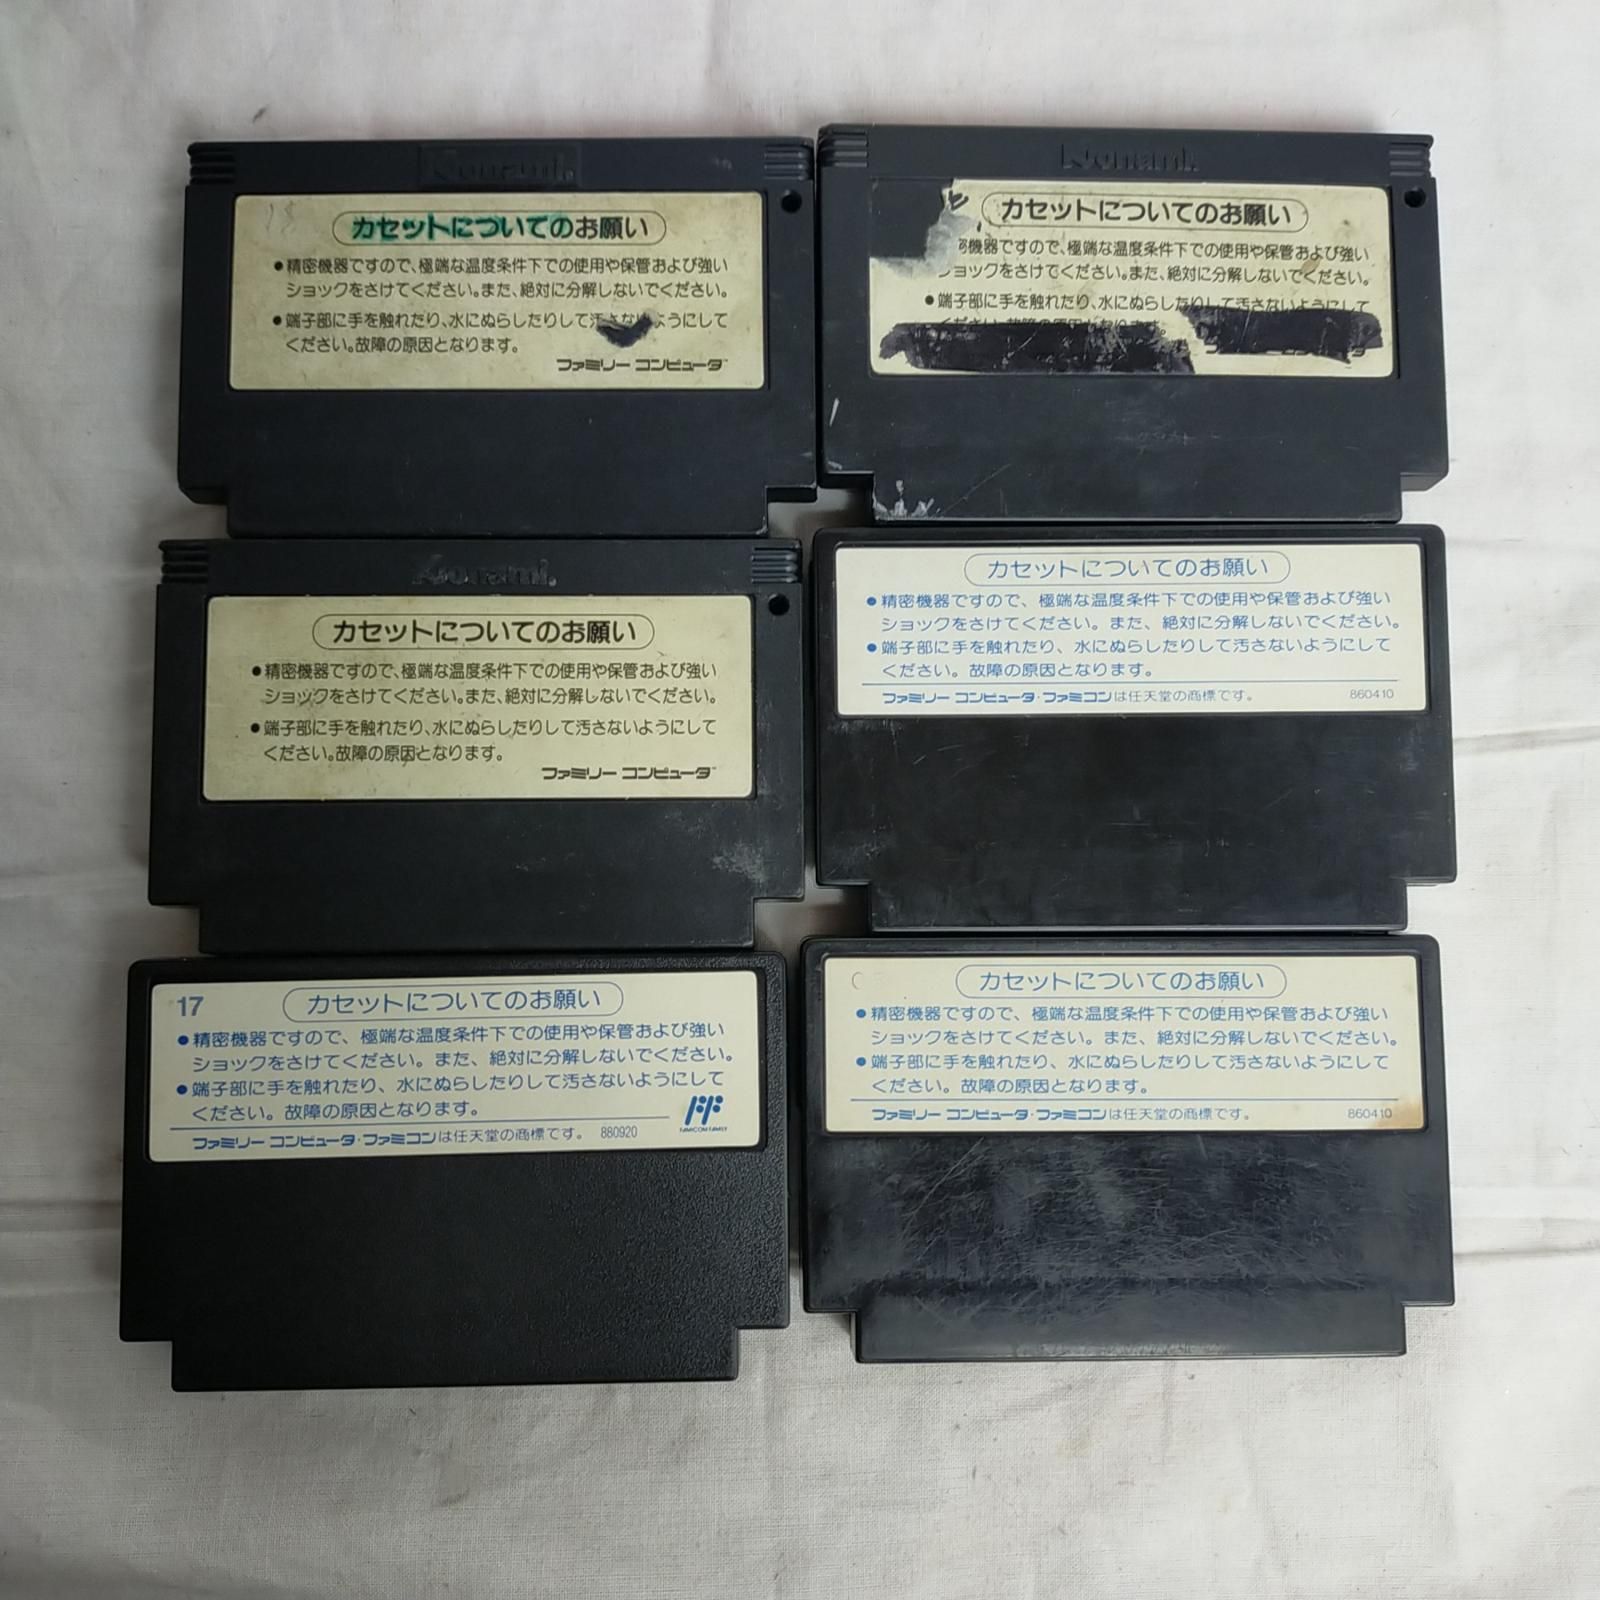 Konami
カセットについてのお願い
●精密機器ですので、極端な温度条件下での使用や保管および強い
ショックをさけてください。また、絶対に分解しないでください。
●端子部に手を触れたり、水にぬらしたりして汚さないようにして
ください。故障の原因となります。
ファミリー コンピュータ™
Konami
カセットについてのお願い
機器ですので、極端な温度条件下での使用や保管および強い
ショックをさけてください。また、絶対に分解しないでください。
●端子部に手を触れたり、水にぬらしたりして汚さないようにして
Konami
カセットについてのお願い
●精密機器ですので、極端な温度条件下での使用や保管および強い
ショックをさけてください。また、絶対に分解しないでください。
●端子部に手を触れたり、水にぬらしたりして汚さないようにして
ください。故障の原因となります。
ファミリー コンピュータ™
カセットについてのお願い
●精密機器ですので、極端な温度条件下での使用や保管および強い
ショックをさけてください。また、絶対に分解しないでください。
●端子部に手を触れたり、水にぬらしたりして汚さないようにして
ください。故障の原因となります。
ファミリー コンピュータ・ファミコンは任天堂の商標です。 860410
17
カセットについてのお願い
●精密機器ですので、極端な温度条件下での使用や保管および強い
ショックをさけてください。また、絶対に分解しないでください。
●端子部に手を触れたり、水にぬらしたりして汚さないようにして
ください。故障の原因となります。
FF
FAMICOM FAMILY
ファミリー コンピュータ・ファミコンは任天堂の商標です。 880920
カセットについてのお願い
●精密機器ですので、極端な温度条件下での使用や保管および強い
ショックをさけてください。また、絶対に分解しないでください。
●端子部に手を触れたり、水にぬらしたりして汚さないようにして
ください。故障の原因となります。
ファミリー コンピュータ・ファミコンは任天堂の商標です。 860410